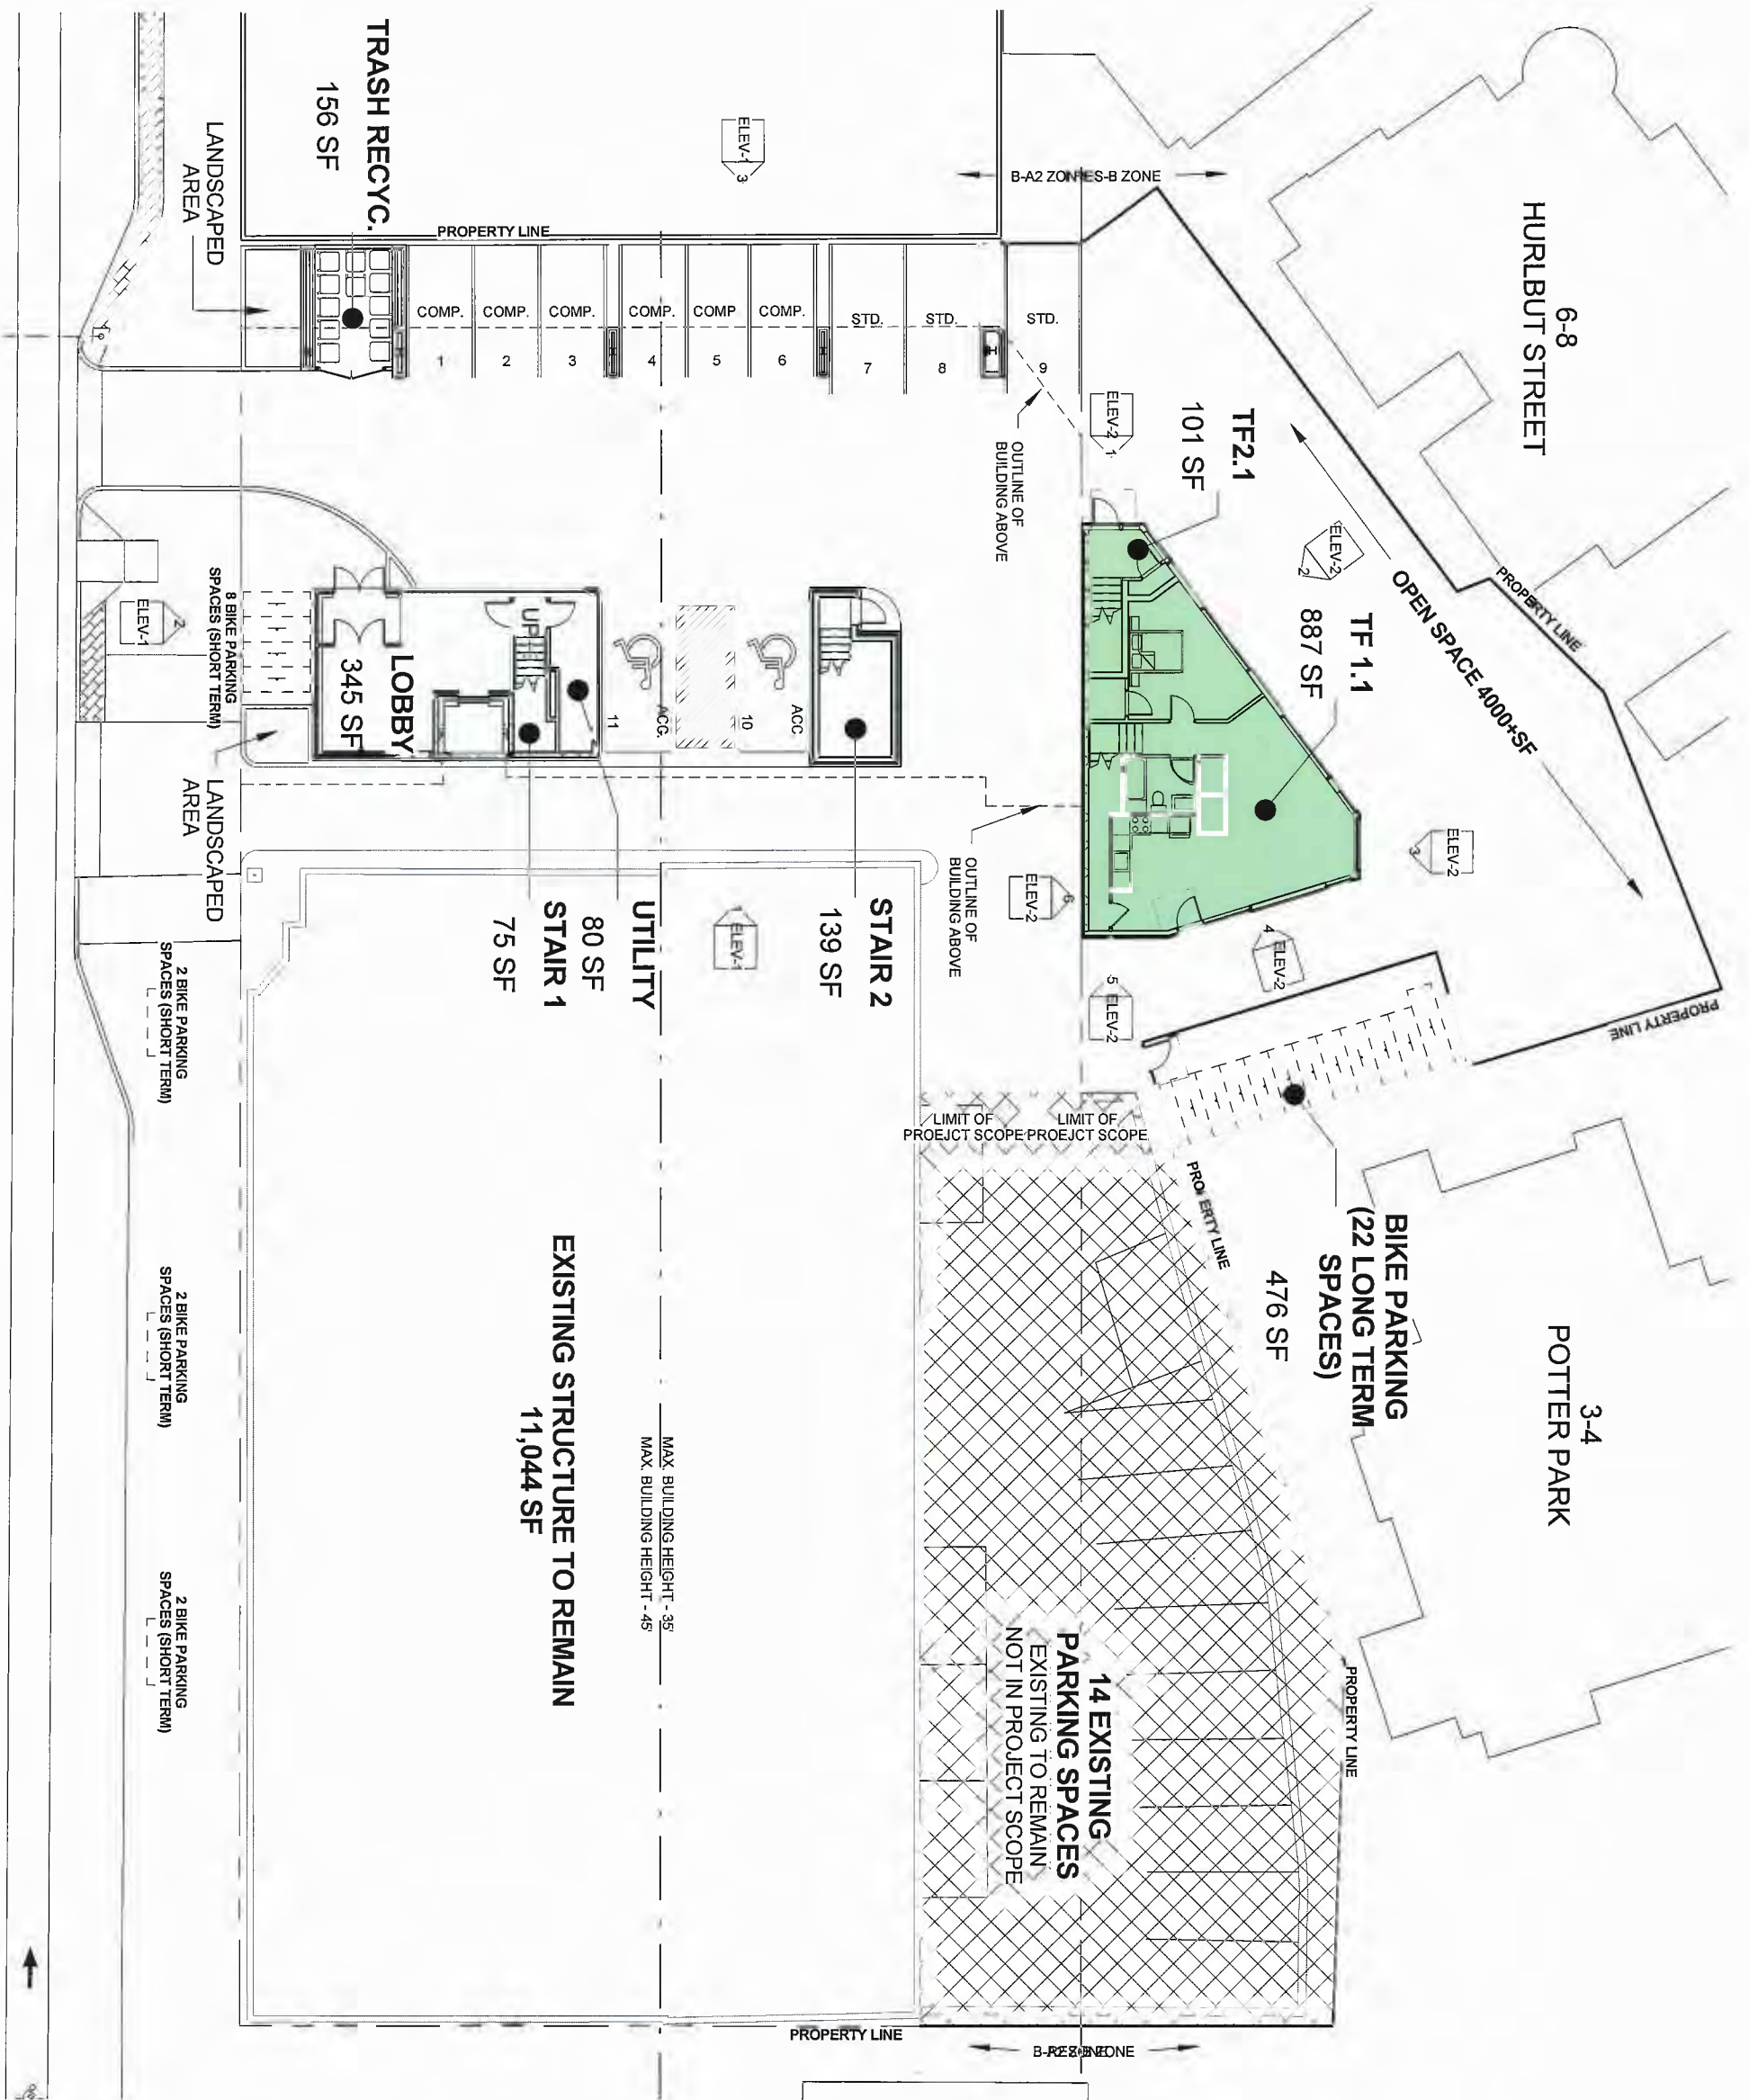 TRASH RECYC.
156 SF
LANDSCAPED
AREA
ELEV-1
3
B-A2 ZONE
RES-B ZONE
6-8
HURLBUT STREET
PROPERTY LINE
COMP.
COMP.
COMP.
COMP.
COMP
COMP.
STD.
STD.
STD.
1
2
3
4
5
6
7
8
9
OUTLINE OF
BUILDING ABOVE
ELEV-2
1
TF2.1
101 SF
ELEV-2
2
TF 1.1
887 SF
OPEN SPACE 4000+SF
PROPERTY LINE
ELEV-1
2
8 BIKE PARKING
SPACES (SHORT TERM)
LOBBY
345 SF
UP
11
ACC.
10
ACC
LANDSCAPED
AREA
UTILITY
80 SF
STAIR 1
75 SF
STAIR 2
139 SF
ELEV-1
OUTLINE OF
BUILDING ABOVE
ELEV-2
6
ELEV-2
3
4
ELEV-2
5
ELEV-2
PROPERTY LINE
LIMIT OF
PROEJCT SCOPE
LIMIT OF
PROEJCT SCOPE
PROPERTY LINE
BIKE PARKING
(22 LONG TERM
SPACES)
476 SF
3-4
POTTER PARK
2 BIKE PARKING
SPACES (SHORT TERM)
2 BIKE PARKING
SPACES (SHORT TERM)
2 BIKE PARKING
SPACES (SHORT TERM)
EXISTING STRUCTURE TO REMAIN
11,044 SF
MAX. BUILDING HEIGHT - 35'
MAX. BUILDING HEIGHT - 45'
14 EXISTING
PARKING SPACES
EXISTING TO REMAIN
NOT IN PROJECT SCOPE
PROPERTY LINE
PROPERTY LINE